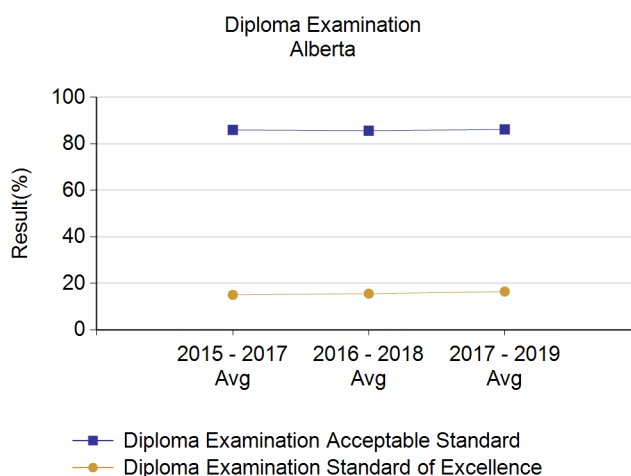 Diploma Examination
Alberta
100
80
60
40
20
0
Result(%)
2015 - 2017
Avg
2016 - 2018
Avg
2017 - 2019
Avg
Diploma Examination Acceptable Standard
Diploma Examination Standard of Excellence